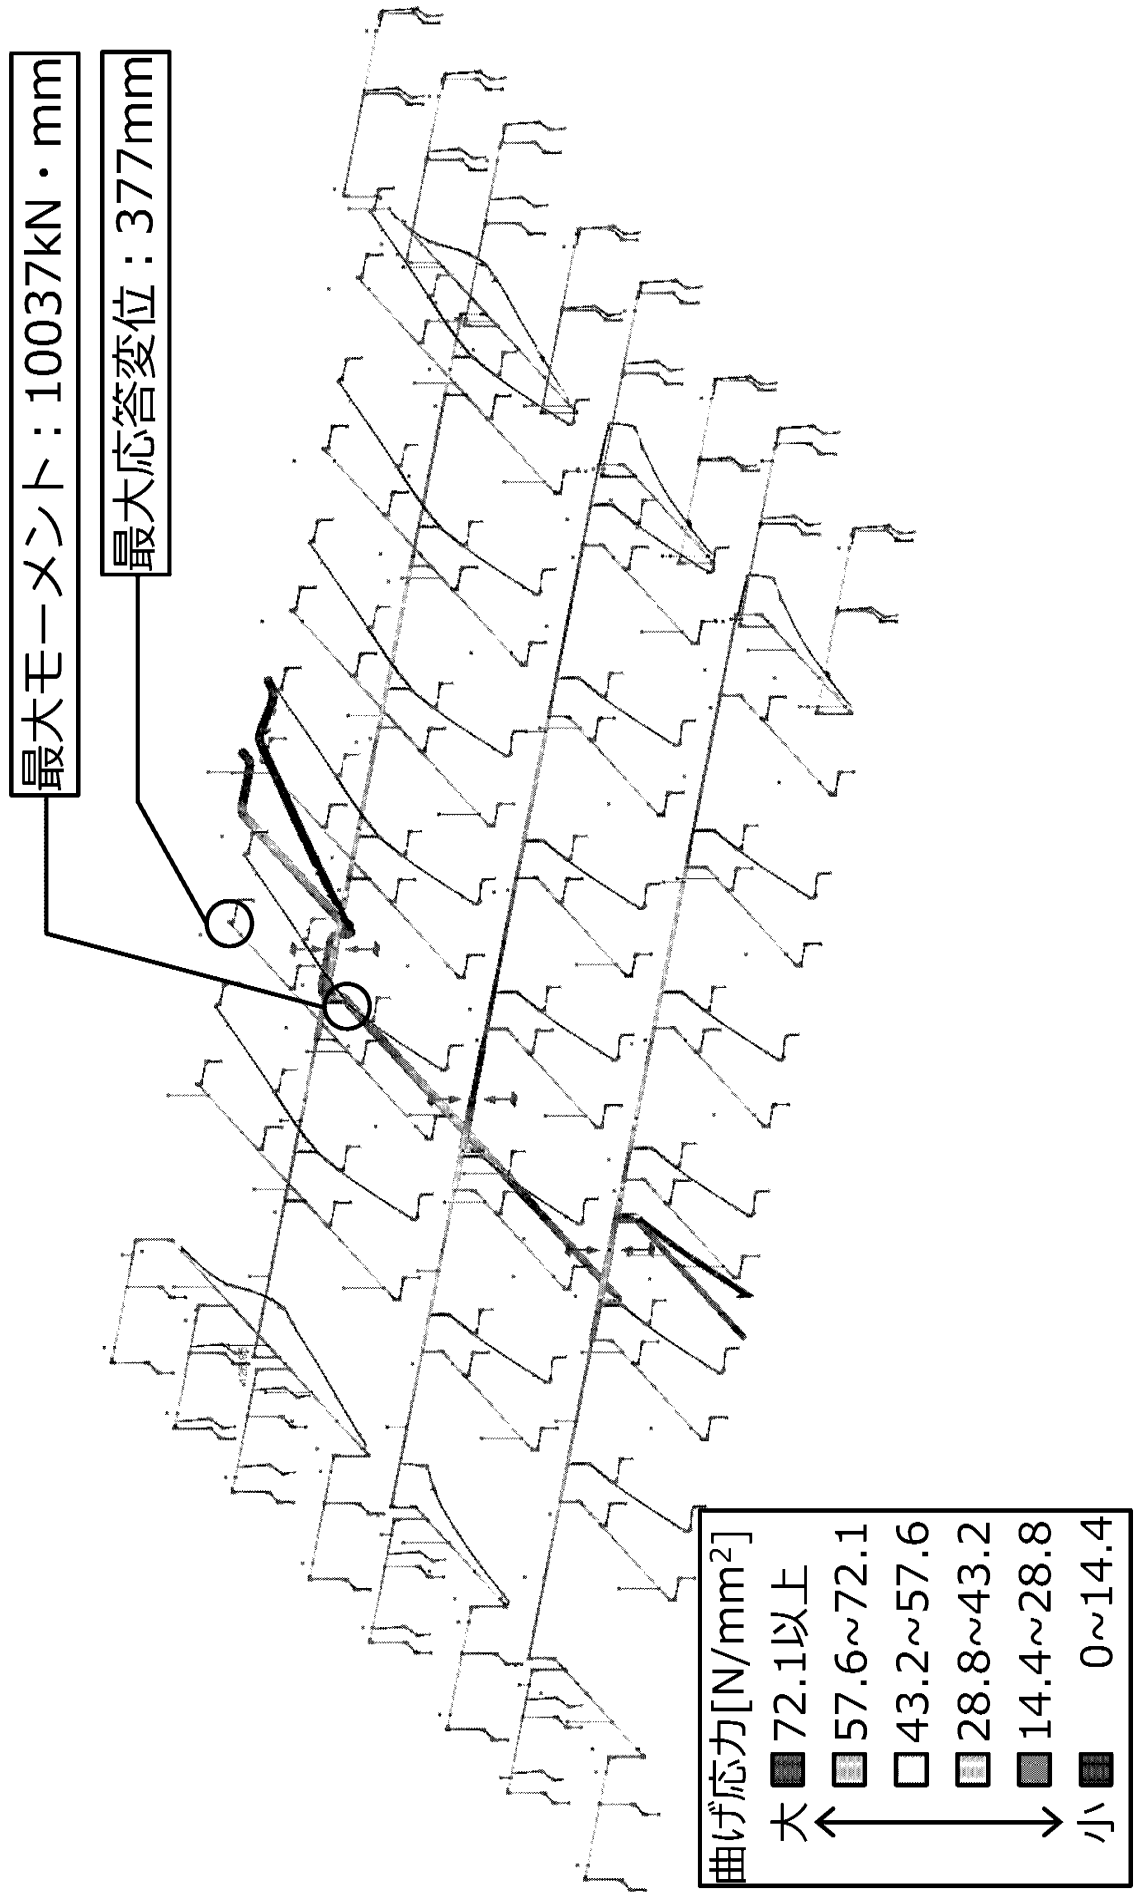 最大モーメント：10037kN・mm
最大応答変位：377mm
曲げ応力[N/mm²]
大 72.1以上
57.6~72.1
43.2~57.6
28.8~43.2
14.4~28.8
小 0~14.4